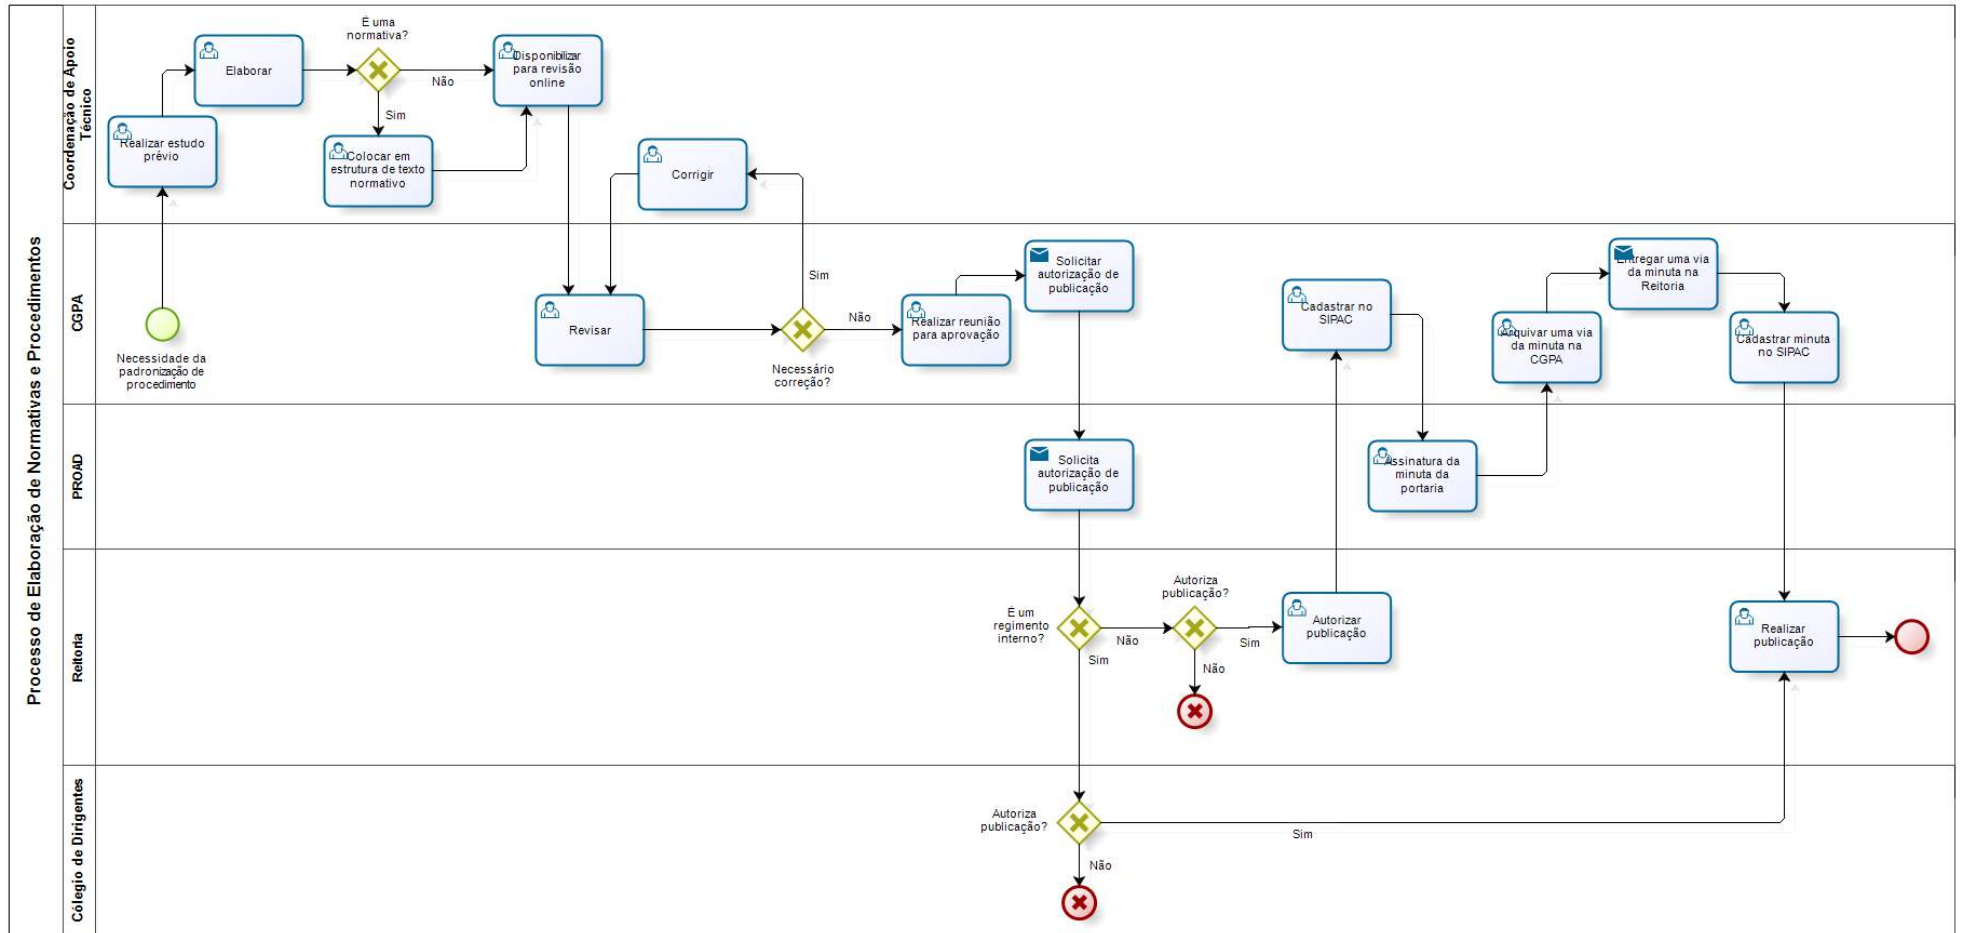 Processo de Elaboração de Normativas e Procedimentos
Coordenação de Apoio
Técnico
É uma
normativa?
Elaborar
Não
Disponibilizar
para revisão
online
Sim
Realizar estudo
prévio
Colocar em
estrutura de texto
normativo
Corrigir
CGPA
Necessidade da
padronização de
procedimento
Revisar
Sim
Necessário
correção?
Não
Realizar reunião
para aprovação
Solicitar
autorização de
publicação
Cadastrar no
SIPAC
Arquivar uma via
da minuta na
CGPA
Entregar uma via
da minuta na
Reitoria
Cadastrar minuta
no SIPAC
PROAD
Solicita
autorização de
publicação
Assinatura da
minuta da
portaria
Reitoria
É um
regimento
interno?
Não
Sim
Autoriza
publicação?
Sim
Não
Autorizar
publicação
Realizar
publicação
Cólegio de Dirigentes
Autoriza
publicação?
Sim
Não